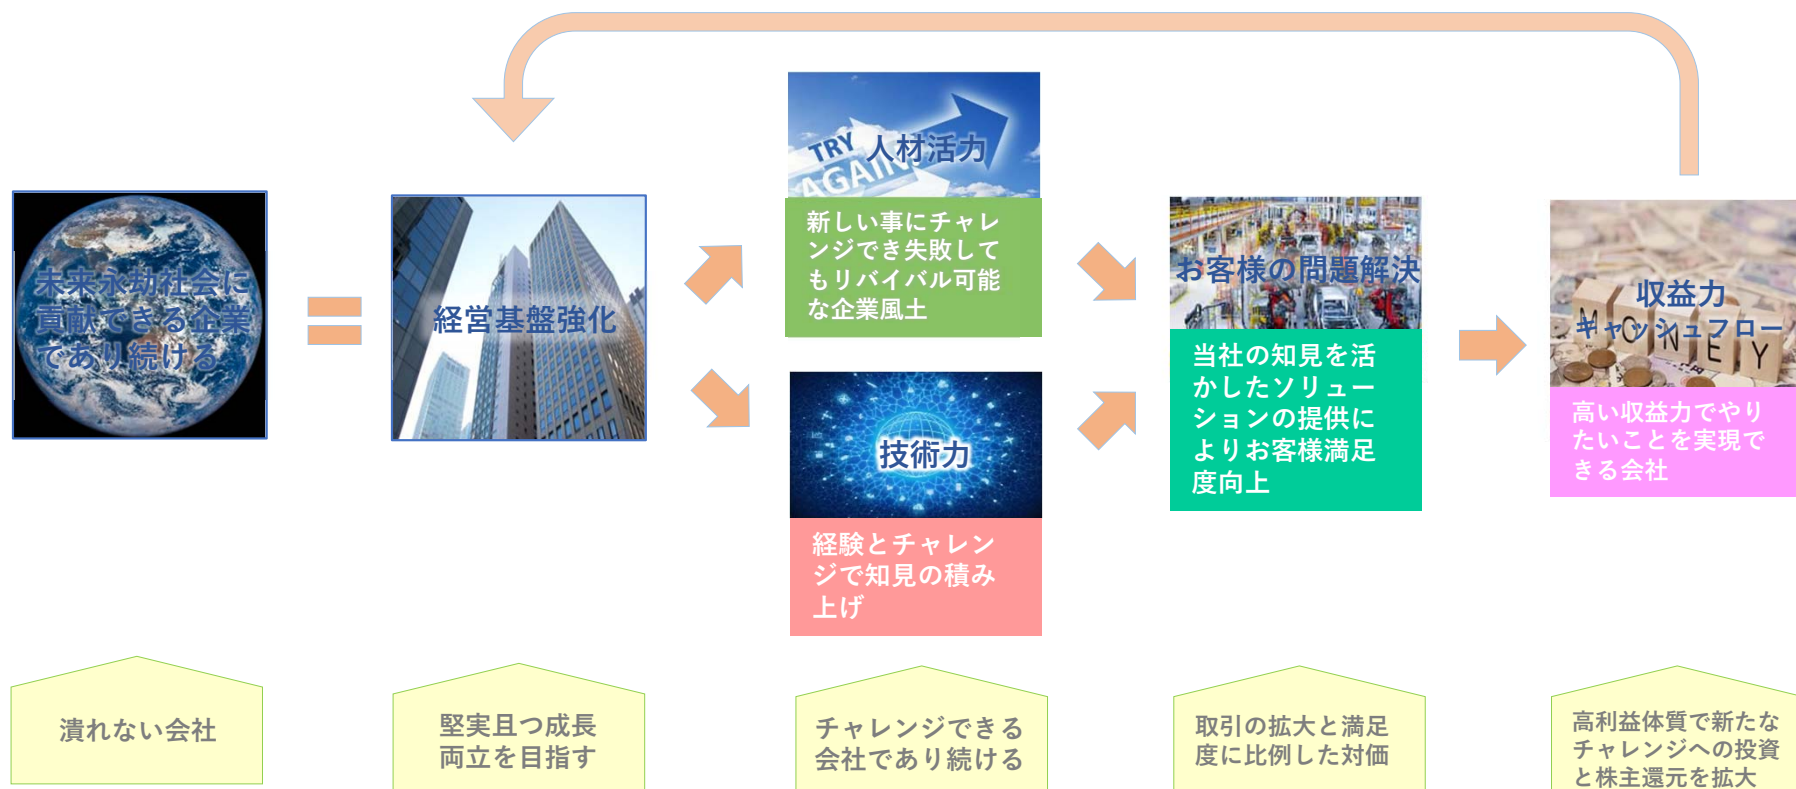 未来永劫社会に
貢献できる企業
であり続ける
経営基盤強化
TRY
AGAIN
人材活力
新しい事にチャレ
ンジでき失敗して
もリバイバル可能
な企業風土
技術力
経験とチャレン
ジで知見の積み
上げ
お客様の問題解決
当社の知見を活
かしたソリュー
ションの提供に
よりお客様満足
度向上
収益力
キャッシュフロー
MONEY
高い収益力でやり
たいことを実現で
きる会社
潰れない会社
堅実且つ成長
両立を目指す
チャレンジできる
会社であり続ける
取引の拡大と満足
度に比例した対価
高利益体質で新たな
チャレンジへの投資
と株主還元を拡大